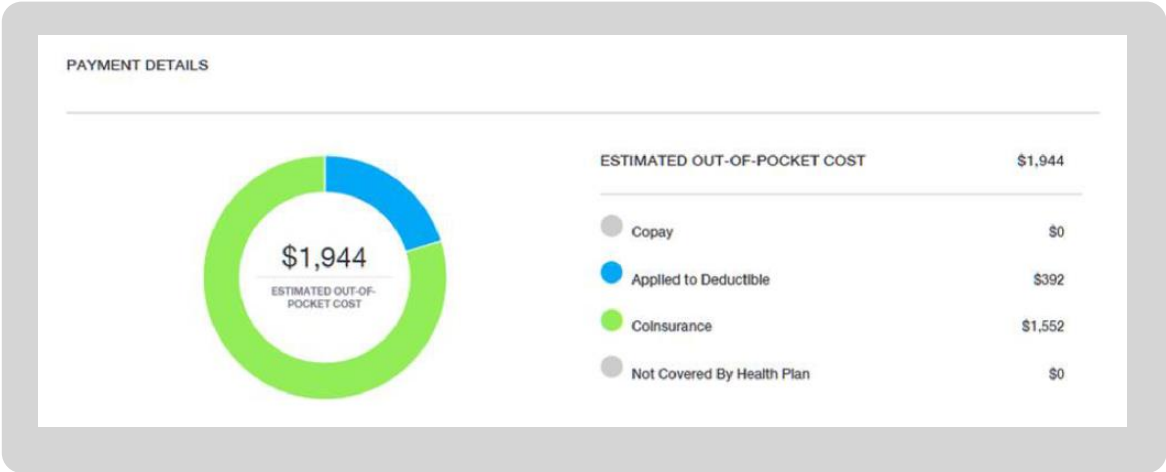 PAYMENT DETAILS
$1,944
ESTIMATED OUT-OF-
POCKET COST
ESTIMATED OUT-OF-POCKET COST $1,944
Copay $0
Applied to Deductible $392
Coinsurance $1,552
Not Covered By Health Plan $0